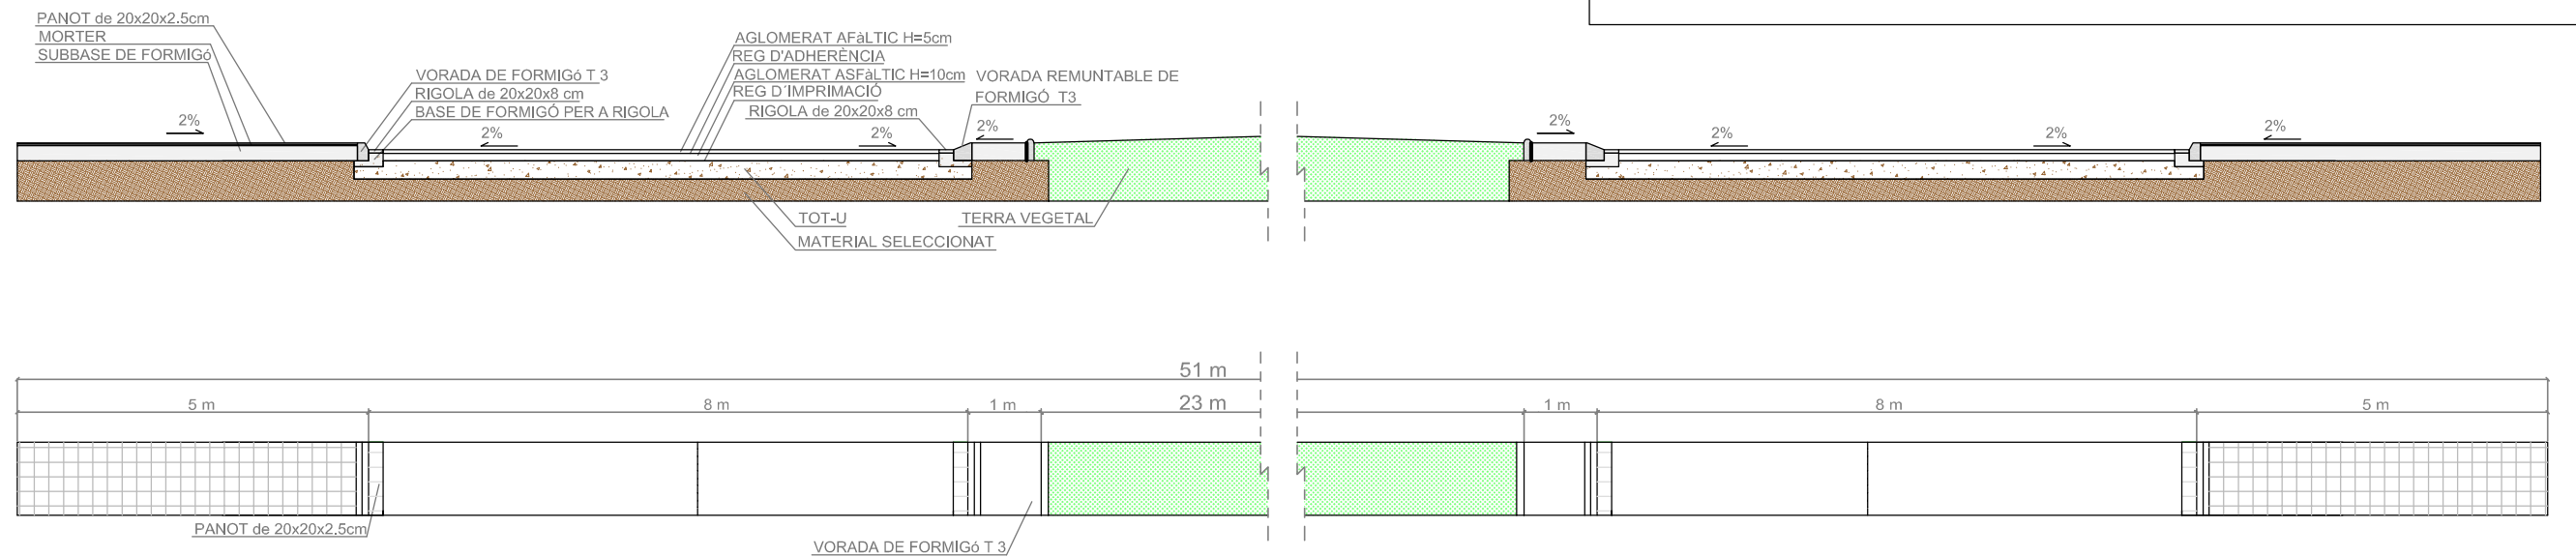 PANOT de 20x20x2.5cm
MORTER
SUBBASE DE FORMIGó
VORADA DE FORMIGó T 3
RIGOLA de 20x20x8 cm
BASE DE FORMIGÓ PER A RIGOLA
AGLOMERAT AFàLTIC H=5cm
REG D'ADHERÈNCIA
AGLOMERAT ASFàLTIC H=10cm
REG D´IMPRIMACIÓ
RIGOLA de 20x20x8 cm
VORADA REMUNTABLE DE
FORMIGÓ T3
2%
2%
2%
2%
2%
2%
2%
2%
TOT-U
TERRA VEGETAL
MATERIAL SELECCIONAT
51 m
5 m
8 m
1 m
23 m
1 m
8 m
5 m
PANOT de 20x20x2.5cm
VORADA DE FORMIGó T 3